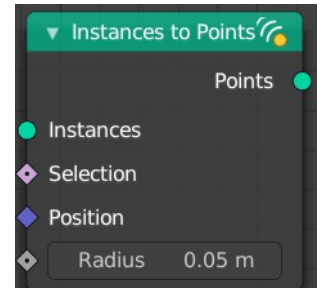 Instances to Points
Points
Instances
Selection
Position
Radius 0.05 m